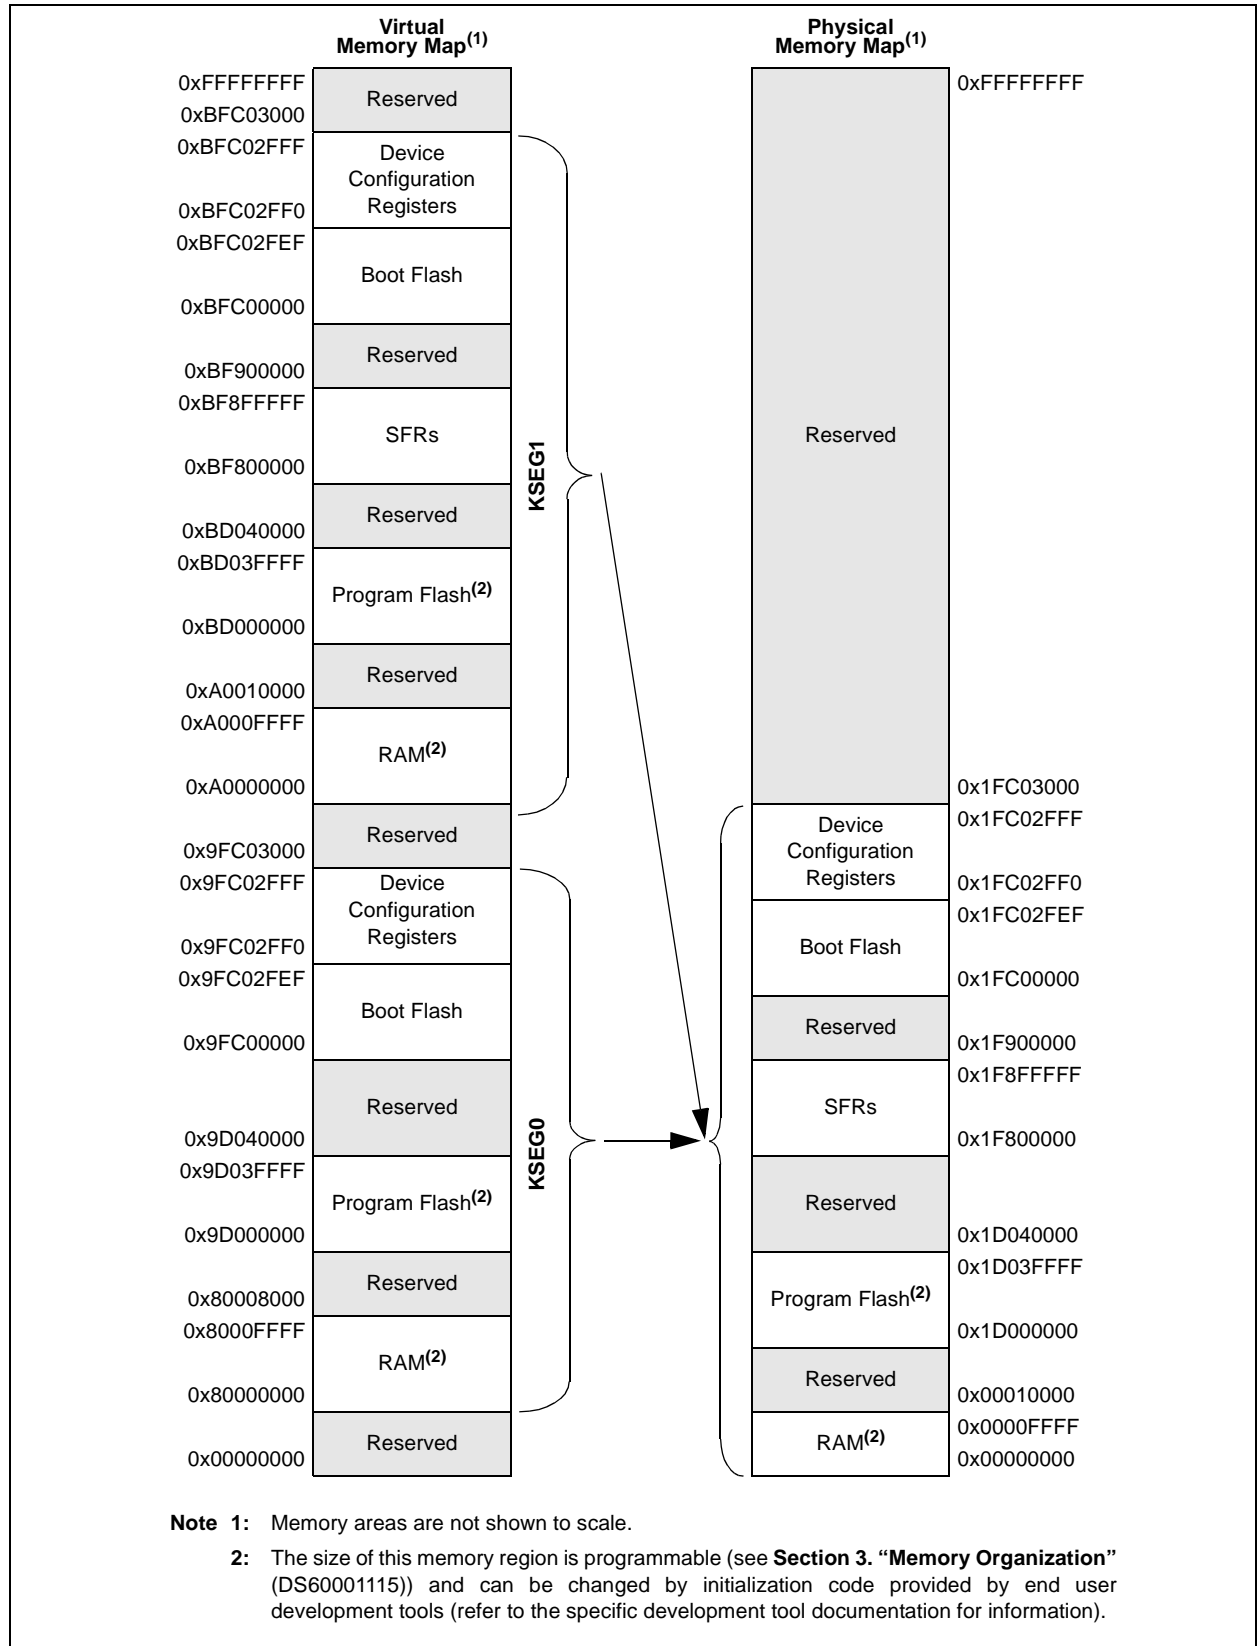 Virtual
Memory Map(1)
Physical
Memory Map(1)
0xFFFFFFFF
Reserved
0xBFC03000
0xBFC02FFF
Device
Configuration
Registers
0xBFC02FF0
0xBFC02FEF
Boot Flash
0xBFC00000
Reserved
0xBF900000
0xBF8FFFFF
SFRs
0xBF800000
Reserved
0xBD040000
0xBD03FFFF
Program Flash(2)
0xBD000000
Reserved
0xA0010000
0xA000FFFF
RAM(2)
0xA0000000
Reserved
0x9FC03000
0x9FC02FFF
Device
Configuration
Registers
0x9FC02FF0
0x9FC02FEF
Boot Flash
0x9FC00000
Reserved
0x9D040000
0x9D03FFFF
Program Flash(2)
0x9D000000
Reserved
0x80008000
0x8000FFFF
RAM(2)
0x80000000
Reserved
0x00000000
KSEG1
KSEG0
0xFFFFFFFF
Reserved
0x1FC03000
0x1FC02FFF
Device
Configuration
Registers
0x1FC02FF0
0x1FC02FEF
Boot Flash
0x1FC00000
Reserved
0x1F900000
0x1F8FFFFF
SFRs
0x1F800000
Reserved
0x1D040000
0x1D03FFFF
Program Flash(2)
0x1D000000
Reserved
0x00010000
0x0000FFFF
RAM(2)
0x00000000
Note 1: Memory areas are not shown to scale.
2: The size of this memory region is programmable (see Section 3. “Memory Organization”
(DS60001115)) and can be changed by initialization code provided by end user
development tools (refer to the specific development tool documentation for information).